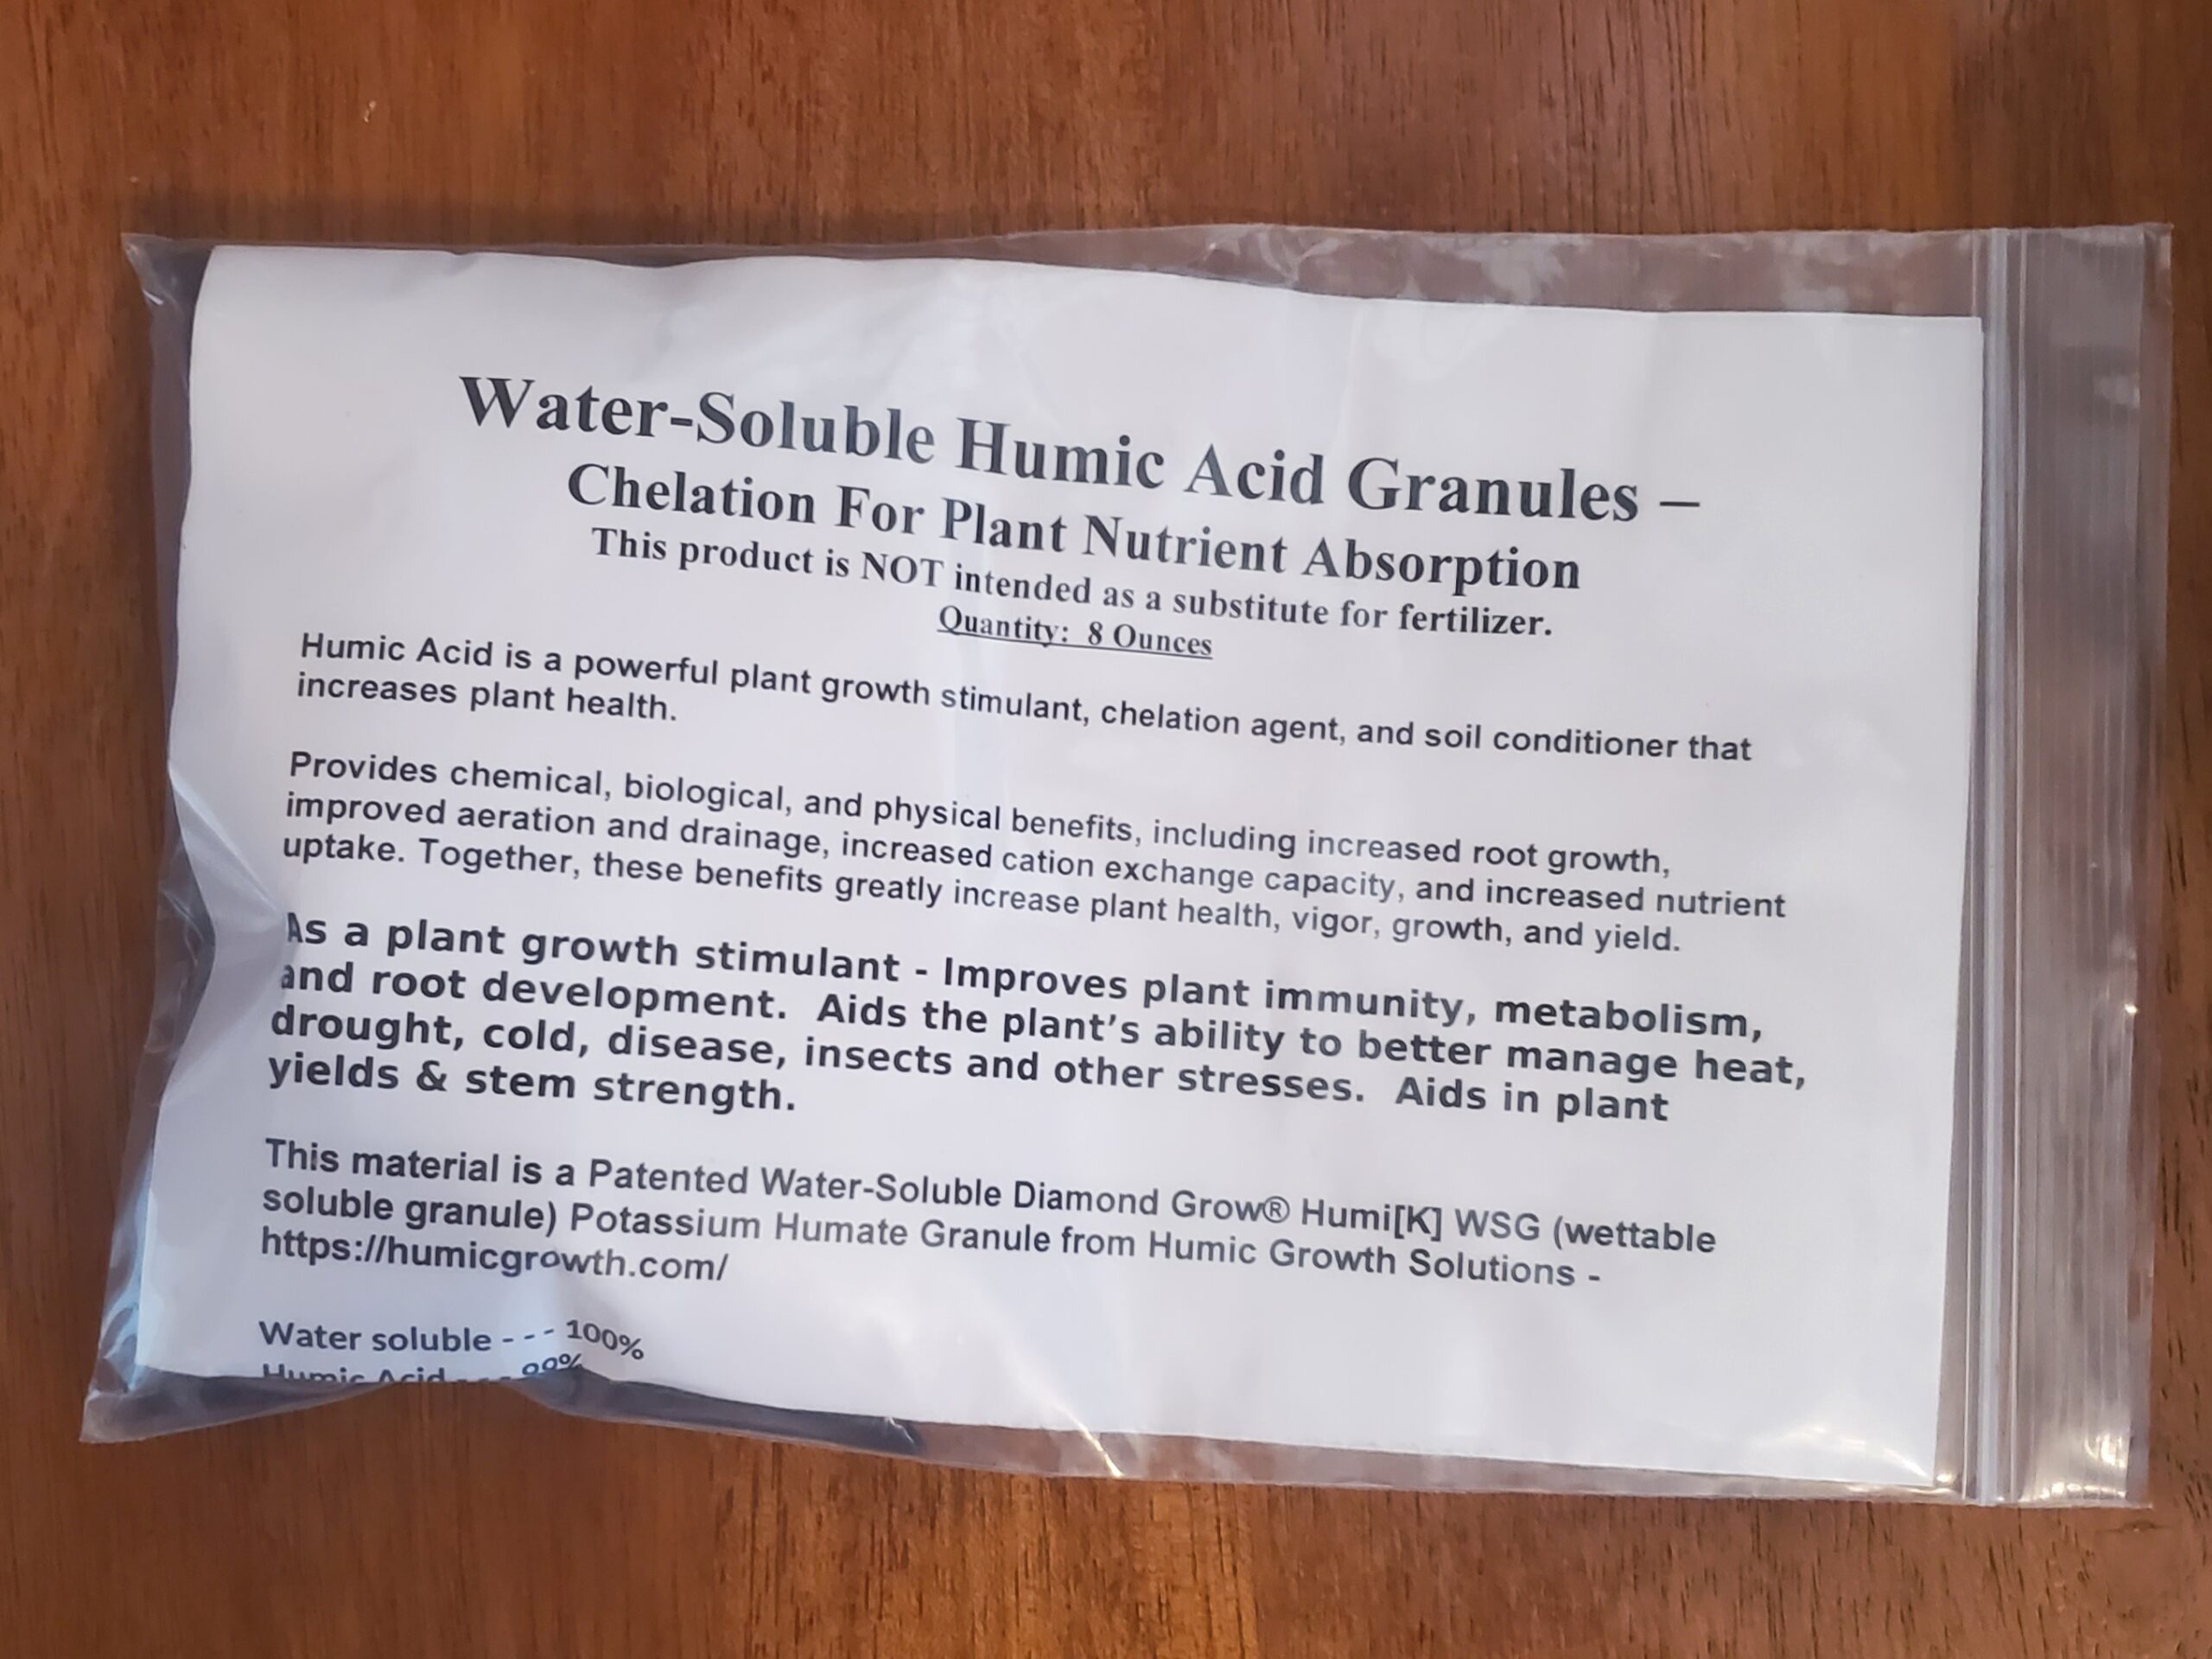 Water-Soluble Humic Acid Granules –
Chelation For Plant Nutrient Absorption
This product is NOT intended as a substitute for fertilizer.
Quantity: 8 Ounces
Humic Acid is a powerful plant growth stimulant, chelation agent, and soil conditioner that
increases plant health.
Provides chemical, biological, and physical benefits, including increased root growth,
improved aeration and drainage, increased cation exchange capacity, and increased nutrient
uptake. Together, these benefits greatly increase plant health, vigor, growth, and yield.
As a plant growth stimulant - Improves plant immunity, metabolism,
and root development. Aids the plant’s ability to better manage heat,
drought, cold, disease, insects and other stresses. Aids in plant
yields & stem strength.
This material is a Patented Water-Soluble Diamond Grow® Humi[K] WSG (wettable
soluble granule) Potassium Humate Granule from Humic Growth Solutions -
https://humicgrowth.com/
Water soluble - - - 100%
Humic Acid - - -